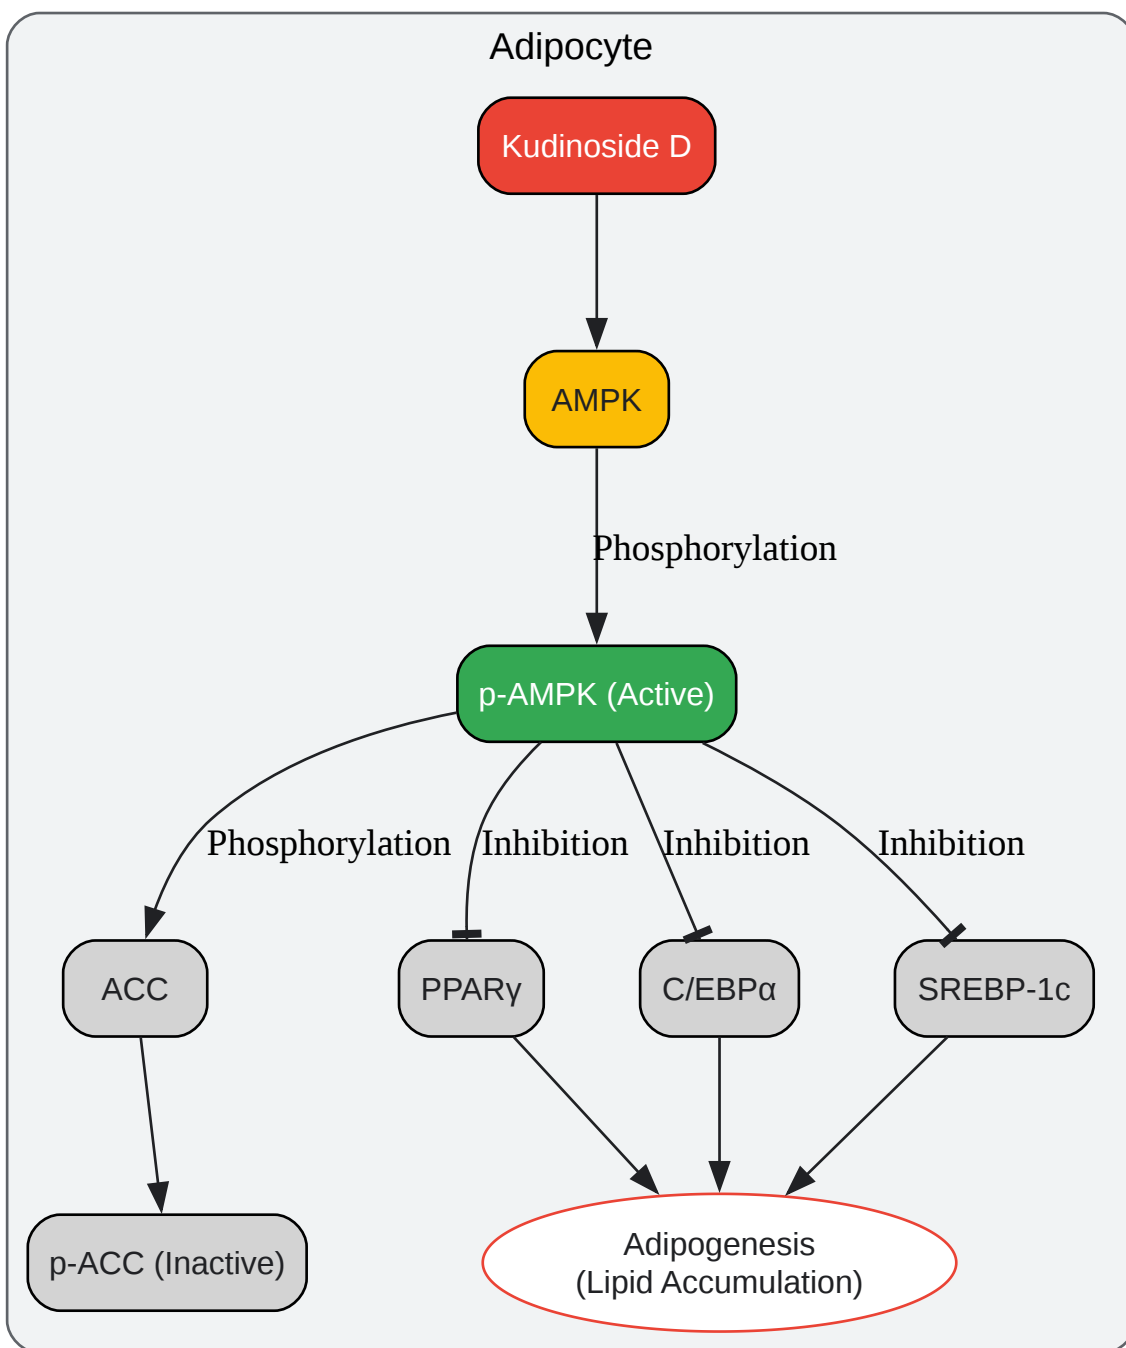 Adipocyte
Kudinoside D
AMPK
Phosphorylation
p-AMPK (Active)
Phosphorylation
Inhibition
Inhibition
Inhibition
ACC
PPARγ
C/EBPα
SREBP-1c
p-ACC (Inactive)
Adipogenesis
(Lipid Accumulation)